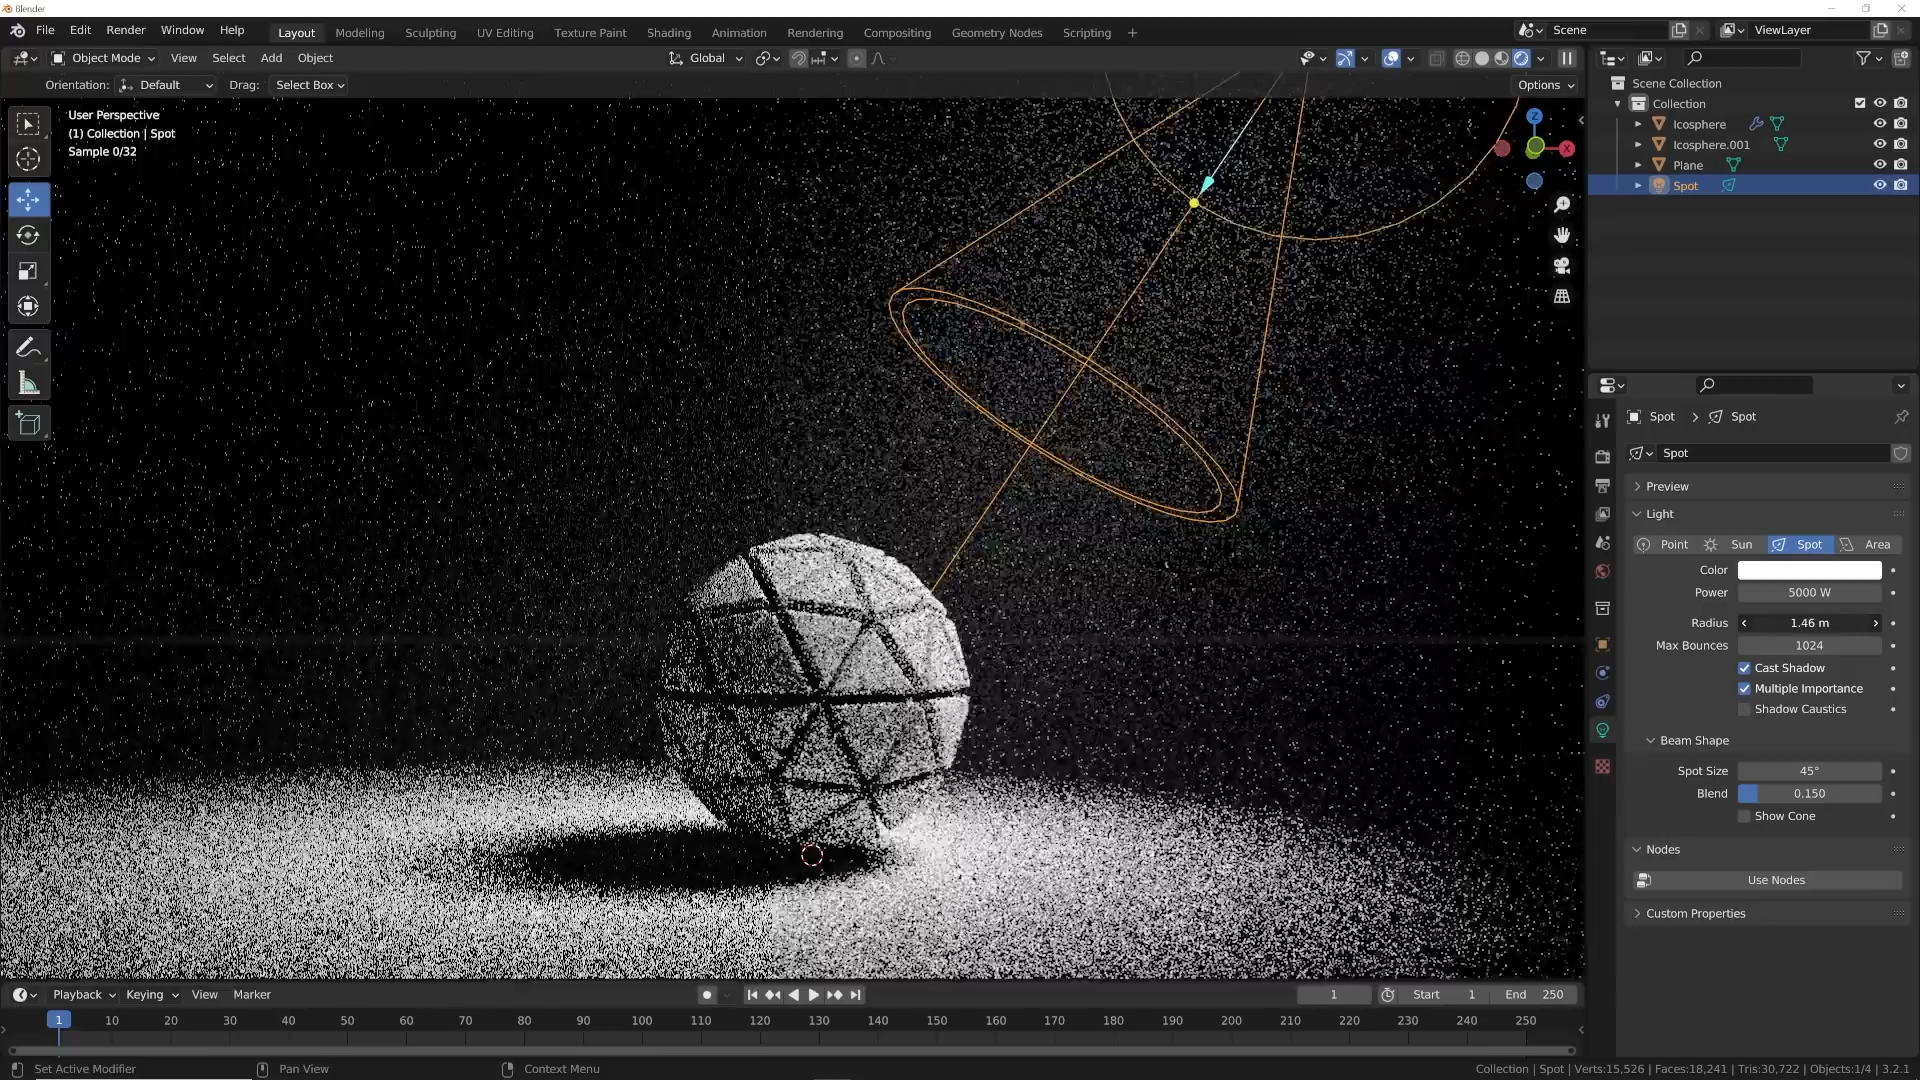 Blender
File Edit Render Window Help
Layout Modeling Sculpting UV Editing Texture Paint Shading Animation Rendering Compositing Geometry Nodes Scripting +
Scene
ViewLayer
Object Mode View Select Add Object
Global
Orientation: Default Drag: Select Box
Options
User Perspective
(1) Collection | Spot
Sample 0/32
Z
X
Scene Collection
Collection
Icosphere
Icosphere.001
Plane
Spot
Spot > Spot
Spot
Preview
Light
Point Sun Spot Area
Color
Power 5000 W
Radius 1.46 m
Max Bounces 1024
Cast Shadow
Multiple Importance
Shadow Caustics
Beam Shape
Spot Size 45°
Blend 0.150
Show Cone
Nodes
Use Nodes
Custom Properties
Playback Keying View Marker
1 Start 1 End 250
1 10 20 30 40 50 60 70 80 90 100 110 120 130 140 150 160 170 180 190 200 210 220 230 240 250
Set Active Modifier Pan View Context Menu
Collection | Spot | Verts:15,526 | Faces:18,241 | Tris:30,722 | Objects:1/4 | 3.2.1